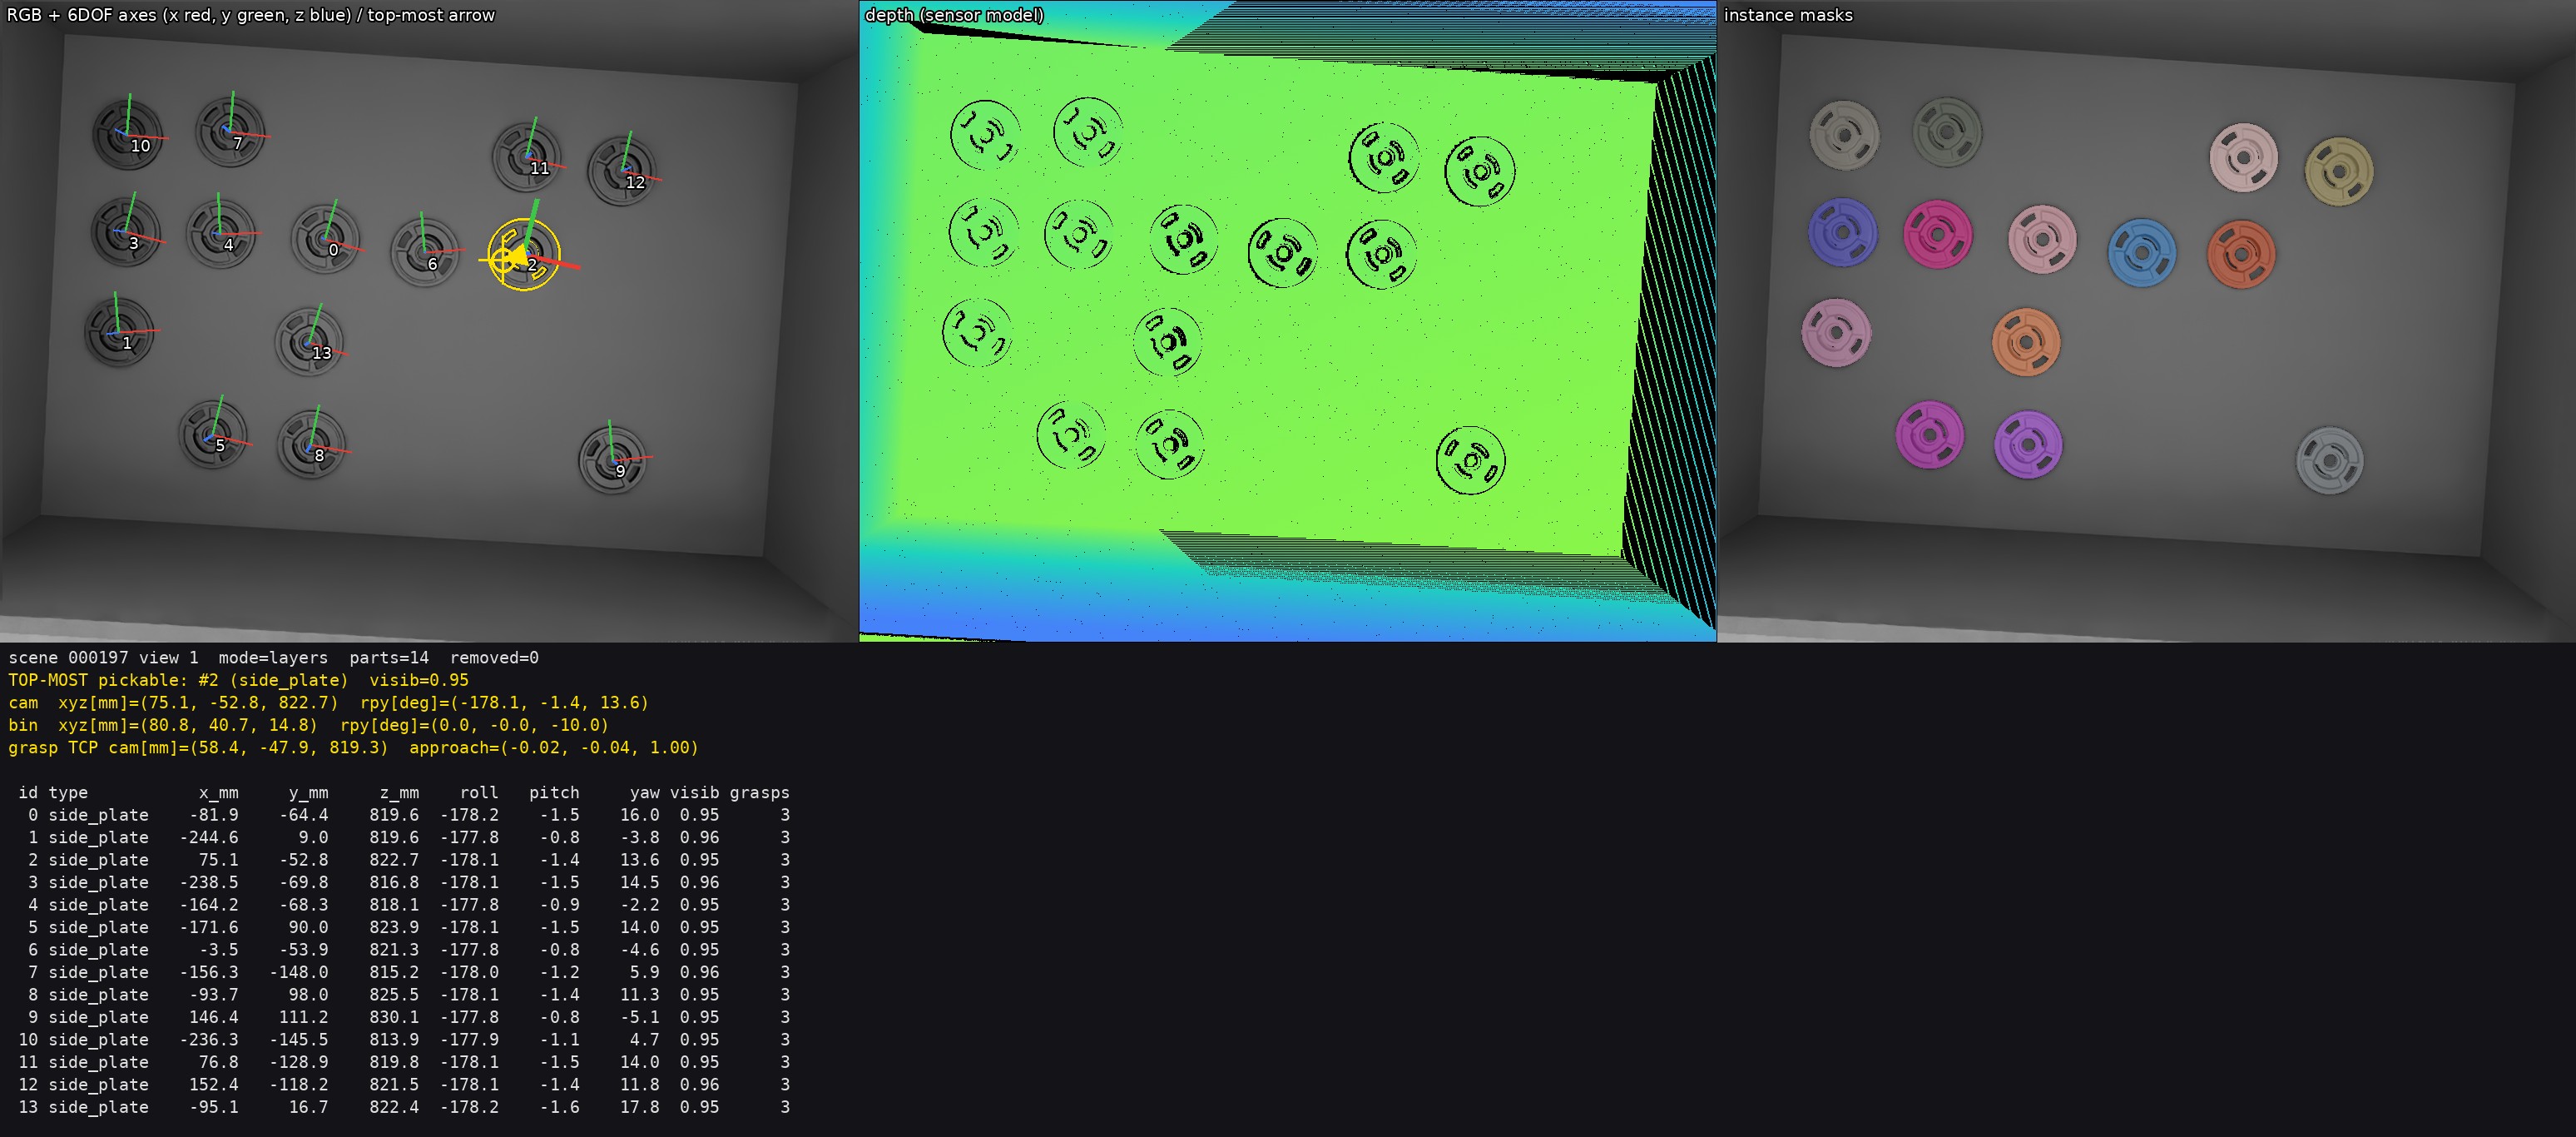 RGB + 6DOF axes (x red, y green, z blue) / top-most arrow
depth (sensor model)
instance masks
10
7
11
12
3
4
0
6
2
1
13
5
8
9
scene 000197 view 1  mode=layers  parts=14  removed=0
TOP-MOST pickable: #2 (side_plate)  visib=0.95
cam  xyz[mm]=(75.1, -52.8, 822.7)  rpy[deg]=(-178.1, -1.4, 13.6)
bin  xyz[mm]=(80.8, 40.7, 14.8)  rpy[deg]=(0.0, -0.0, -10.0)
grasp TCP cam[mm]=(58.4, -47.9, 819.3)  approach=(-0.02, -0.04, 1.00)
id type x_mm y_mm z_mm roll pitch yaw visib grasps
0 side_plate -81.9 -64.4 819.6 -178.2 -1.5 16.0 0.95 3
1 side_plate -244.6 9.0 819.6 -177.8 -0.8 -3.8 0.96 3
2 side_plate 75.1 -52.8 822.7 -178.1 -1.4 13.6 0.95 3
3 side_plate -238.5 -69.8 816.8 -178.1 -1.5 14.5 0.96 3
4 side_plate -164.2 -68.3 818.1 -177.8 -0.9 -2.2 0.95 3
5 side_plate -171.6 90.0 823.9 -178.1 -1.5 14.0 0.95 3
6 side_plate -3.5 -53.9 821.3 -177.8 -0.8 -4.6 0.95 3
7 side_plate -156.3 -148.0 815.2 -178.0 -1.2 5.9 0.96 3
8 side_plate -93.7 98.0 825.5 -178.1 -1.4 11.3 0.95 3
9 side_plate 146.4 111.2 830.1 -177.8 -0.8 -5.1 0.95 3
10 side_plate -236.3 -145.5 813.9 -177.9 -1.1 4.7 0.95 3
11 side_plate 76.8 -128.9 819.8 -178.1 -1.5 14.0 0.95 3
12 side_plate 152.4 -118.2 821.5 -178.1 -1.4 11.8 0.96 3
13 side_plate -95.1 16.7 822.4 -178.2 -1.6 17.8 0.95 3